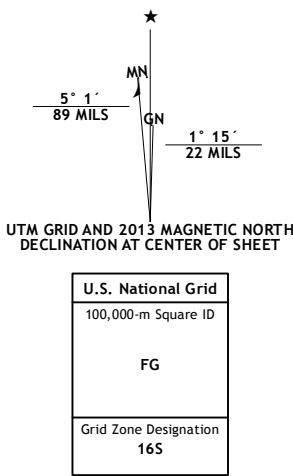 ★
MN
5° 1´
89 MILS
GN
1° 15´
22 MILS
UTM GRID AND 2013 MAGNETIC NORTH
DECLINATION AT CENTER OF SHEET
U.S. National Grid
100,000-m Square ID
FG
Grid Zone Designation
16S